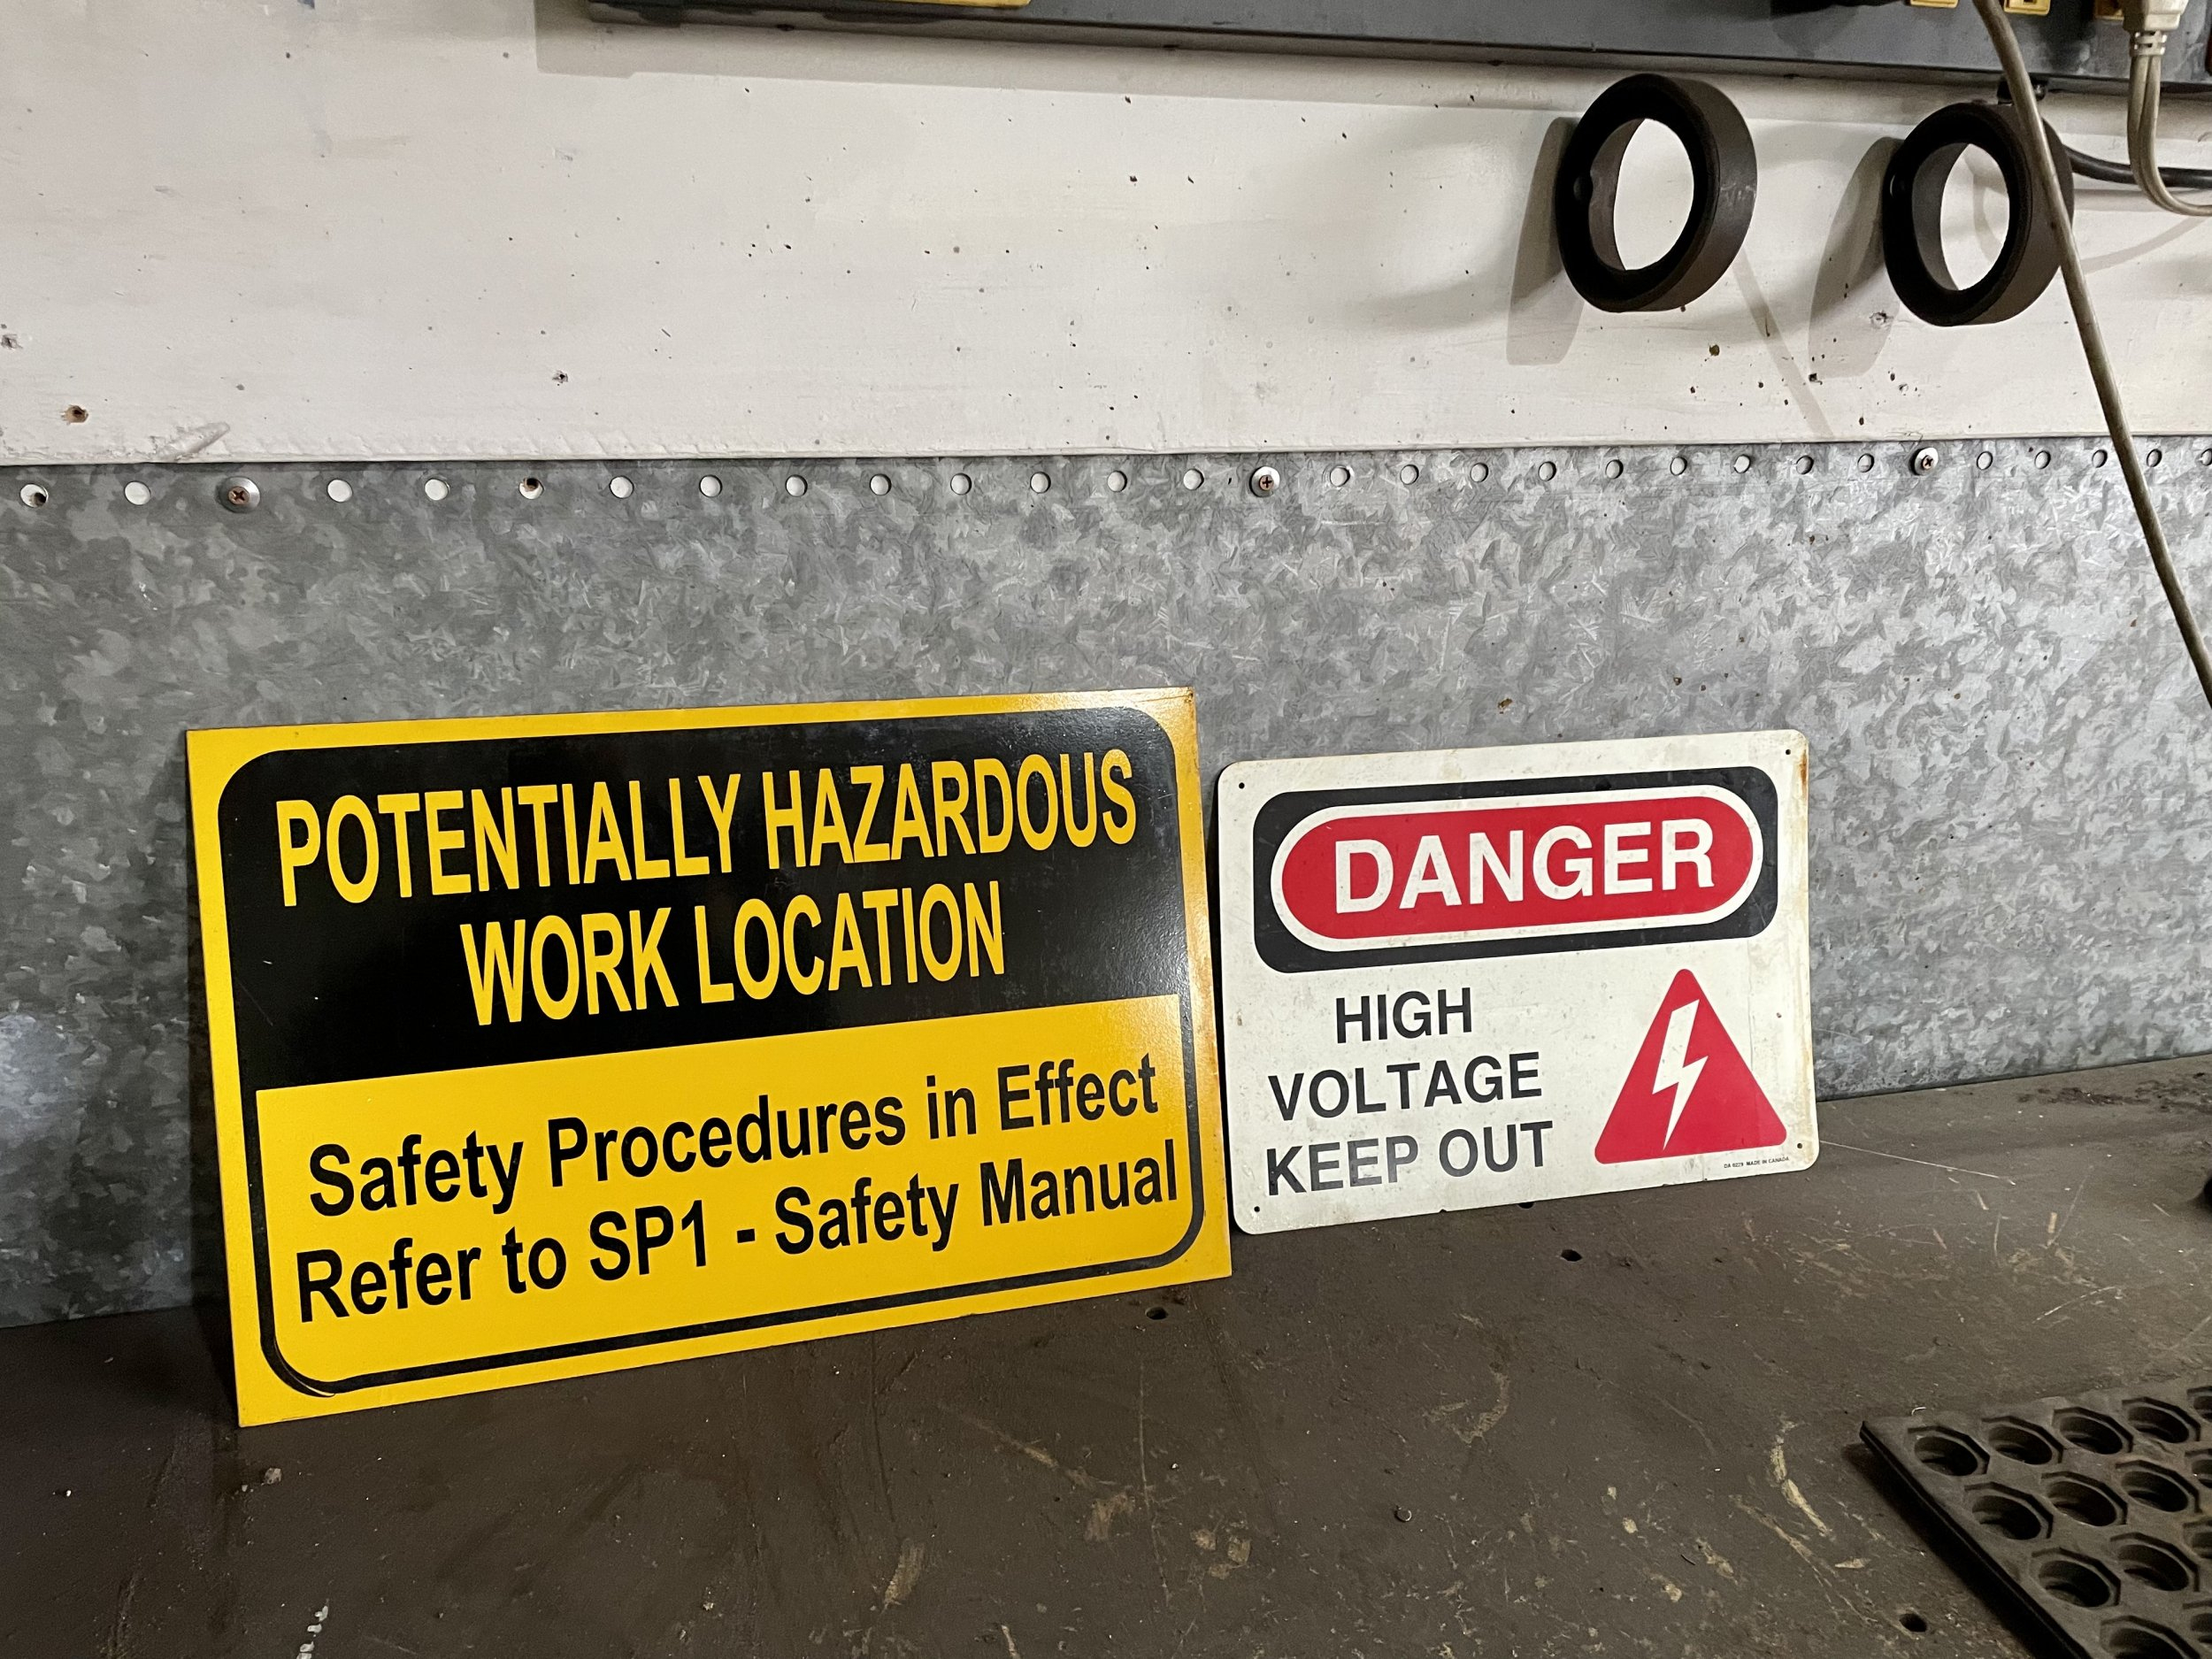 POTENTIALLY HAZARDOUS
WORK LOCATION
Safety Procedures in Effect
Refer to SP1 - Safety Manual
DANGER
HIGH
VOLTAGE
KEEP OUT
MADE IN CANADA